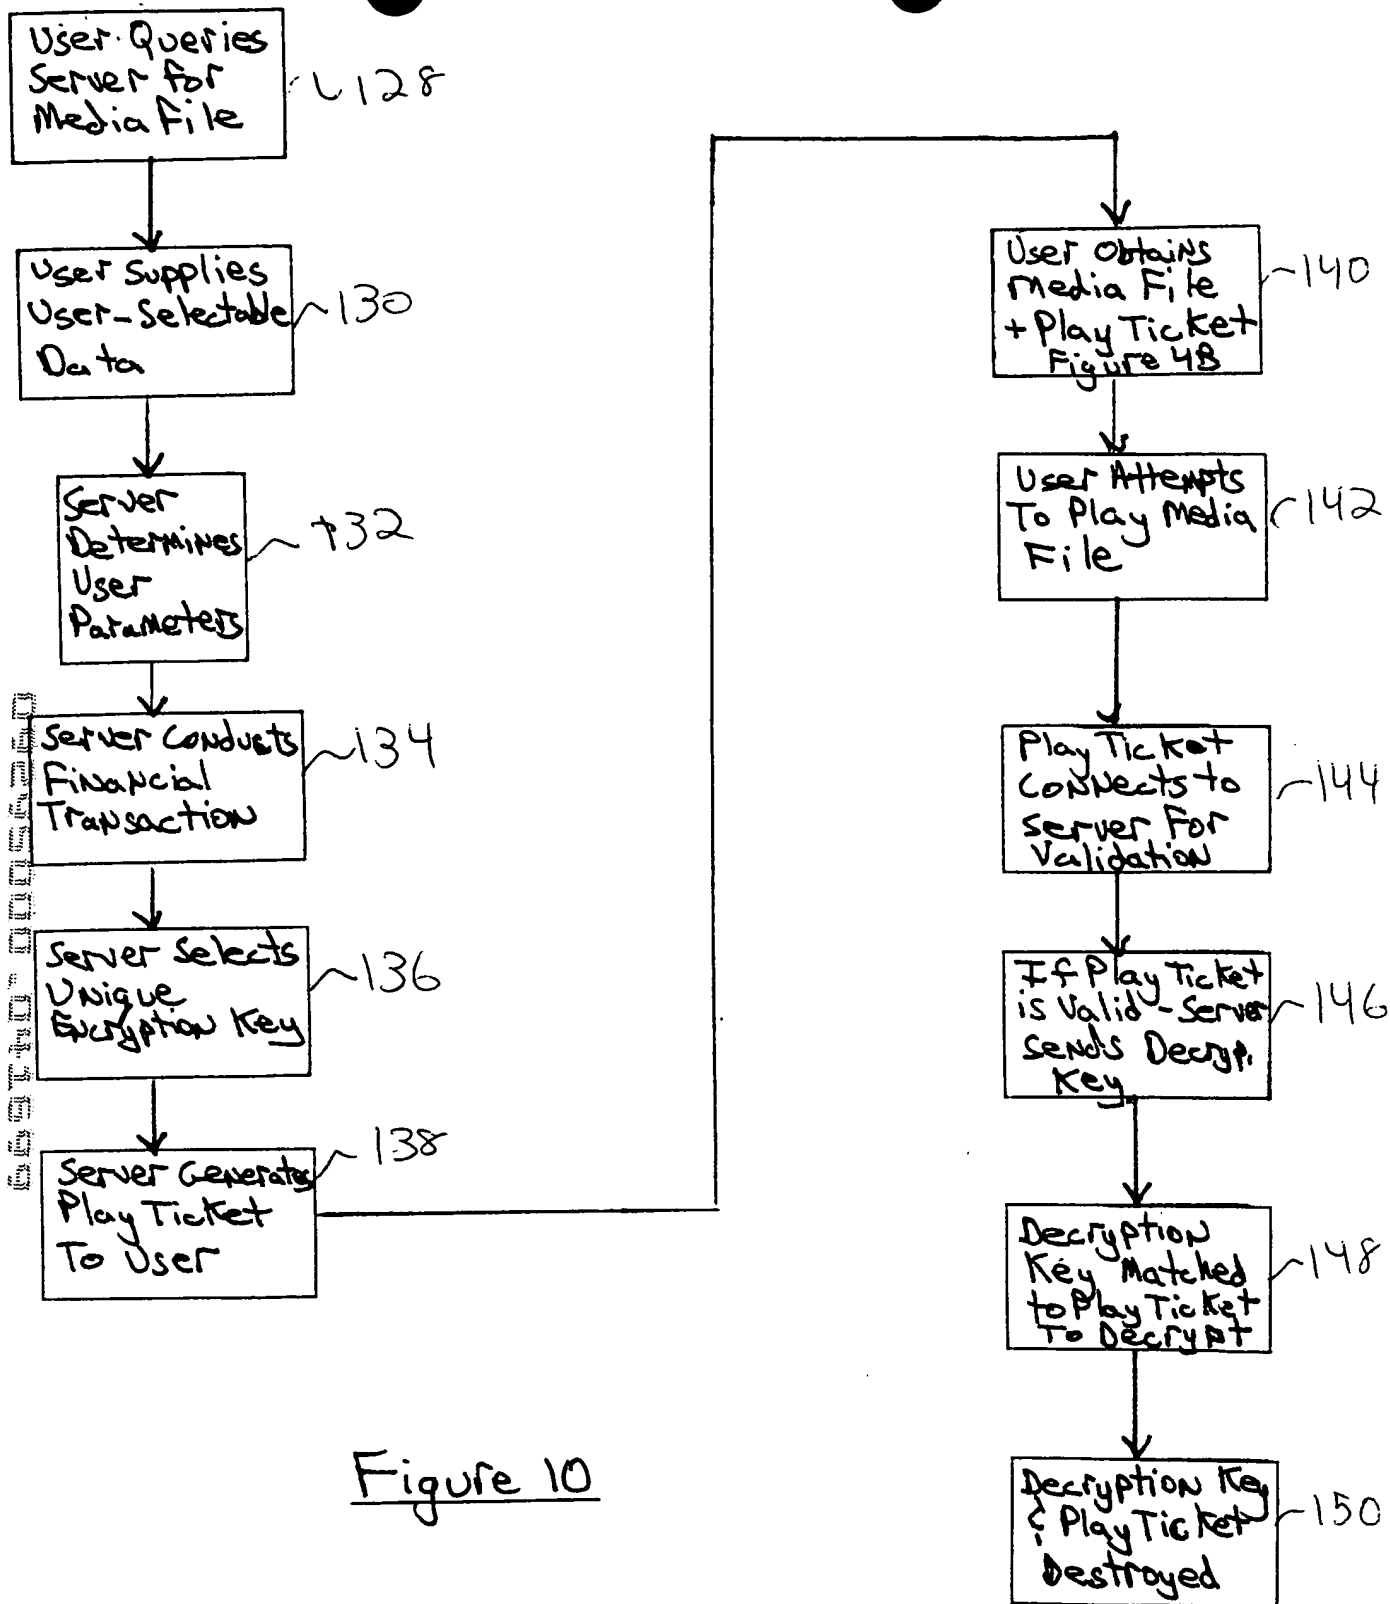 User Queries
Server for
Media File
128
User Supplies
User-Selectable
Data
130
Server
Determines
User
Parameters
132
Server Conducts
Financial
Transaction
134
Server Selects
Unique
Encryption Key
136
Server Generates
Play Ticket
To User
138
User Obtains
Media File
+ Play Ticket
Figure 4B
140
User Attempts
To Play Media
File
142
Play Ticket
Connects to
Server For
Validation
144
If Play Ticket
is Valid - Server
sends Decryp.
Key
146
Decryption
Key Matched
to Play Ticket
To Decrypt
148
Decryption Key
& Play Ticket
Destroyed
150
Figure 10